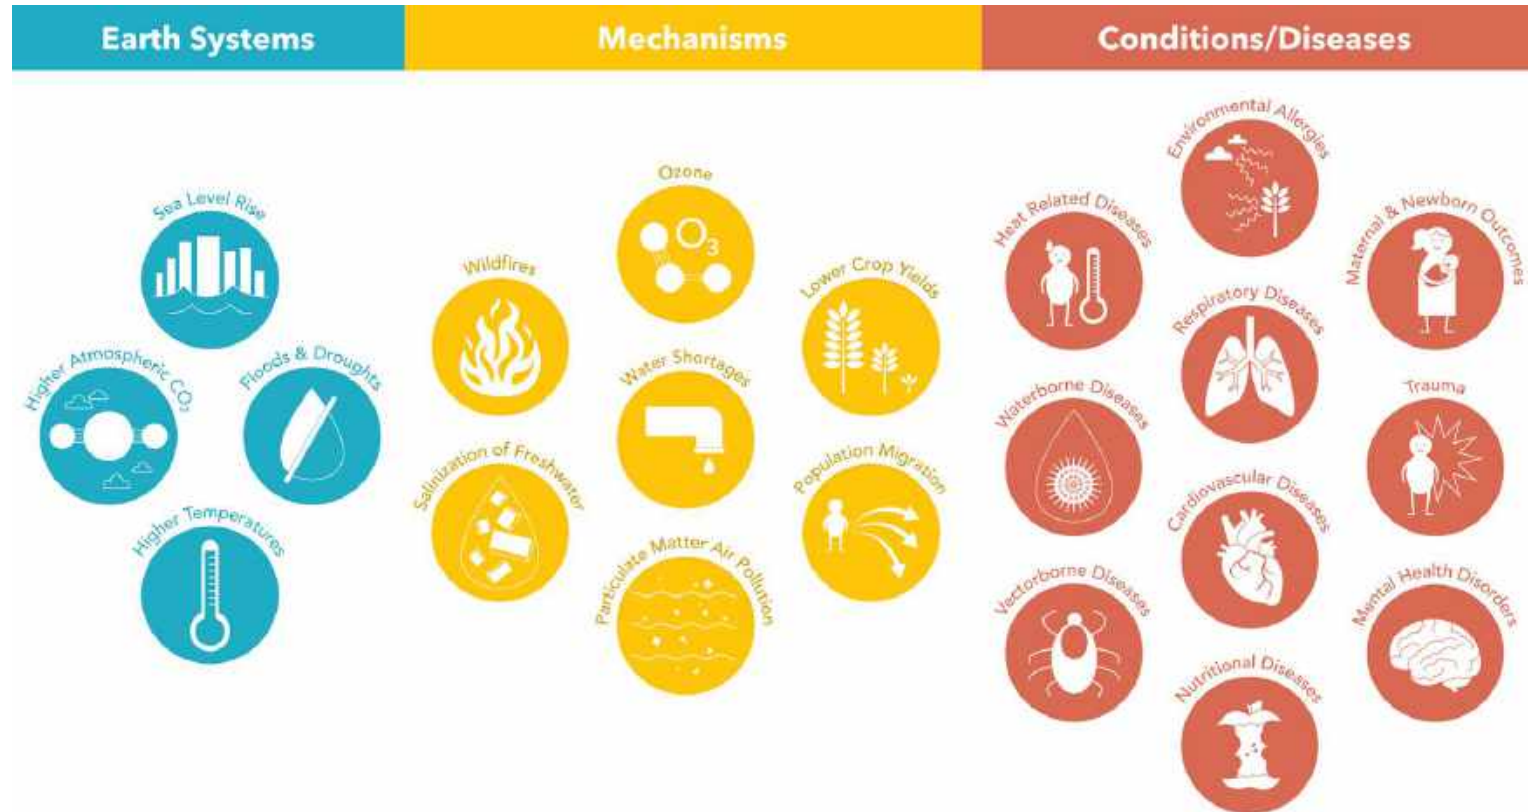 Earth Systems
Mechanisms
Conditions/Diseases
Sea Level Rise
Higher Atmospheric CO₂
Floods & Droughts
Higher Temperatures
Ozone
Wildfires
Lower Crop Yields
Water Shortages
Salinization of Freshwater
Population Migration
Particulate Matter Air Pollution
O₃
Environmental Allergies
Heat Related Diseases
Maternal & Newborn Outcomes
Respiratory Diseases
Waterborne Diseases
Trauma
Cardiovascular Diseases
Vectorborne Diseases
Mental Health Disorders
Nutritional Diseases